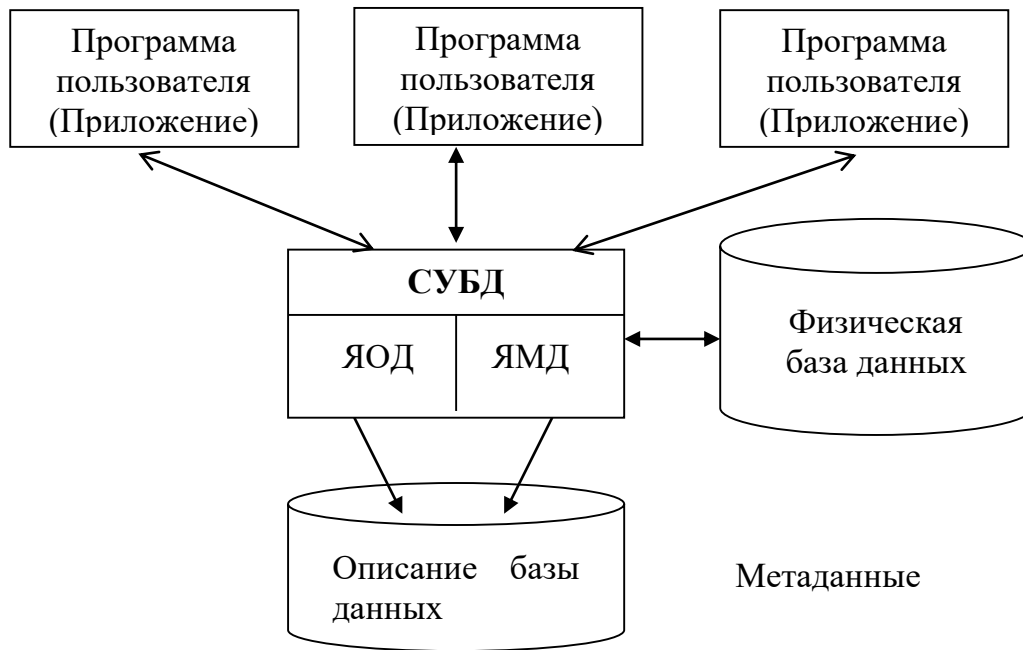 Программа
пользователя
(Приложение)
Программа
пользователя
(Приложение)
Программа
пользователя
(Приложение)
СУБД
ЯОД
ЯМД
Физическая
база данных
Описание базы
данных
Метаданные